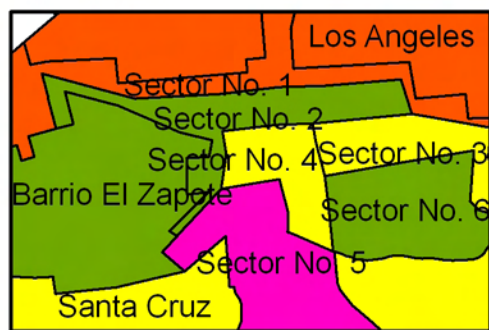 Los Angeles
Sector No. 1
Sector No. 2
Sector No. 3
Sector No. 4
Barrio El Zapote
Sector No. 6
Sector No. 5
Santa Cruz